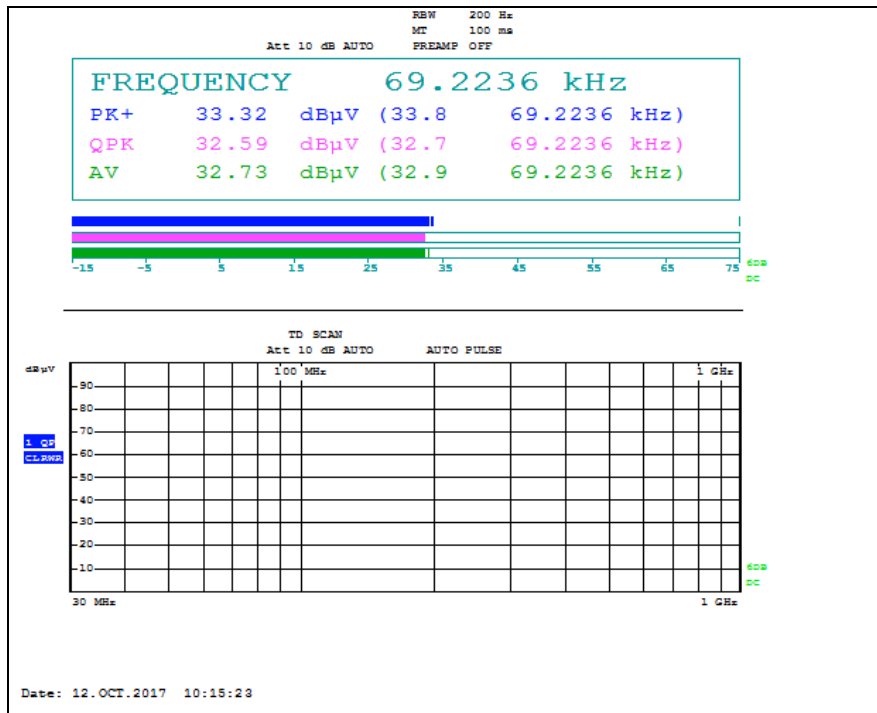 RBW 200 Hz
MT 100 ms
Att 10 dB AUTO PREAMP OFF
FREQUENCY 69.2236 kHz
PK+ 33.32 dBµV (33.8 69.2236 kHz)
QPK 32.59 dBµV (32.7 69.2236 kHz)
AV 32.73 dBµV (32.9 69.2236 kHz)
-15 -5 5 15 25 35 45 55 65 75
6DB
DC
TD SCAN
Att 10 dB AUTO AUTO PULSE
dBµV
100 MHz 1 GHz
90
80
70
1 QP
CLRWR
60
50
40
30
20
10
6DB
DC
30 MHz 1 GHz
Date: 12.OCT.2017 10:15:23